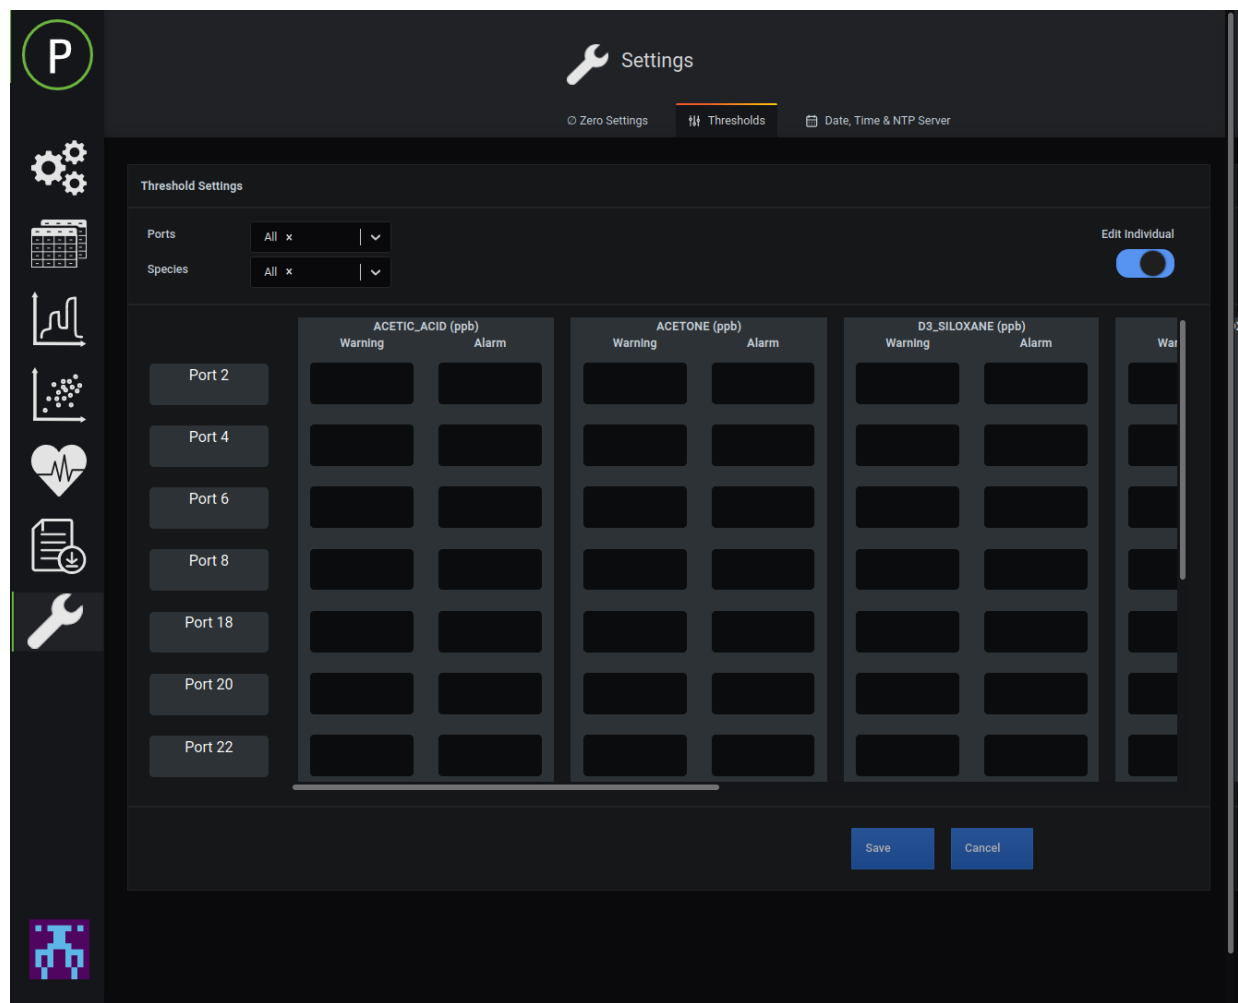 P
Settings
∅ Zero Settings
Thresholds
Date, Time & NTP Server
Threshold Settings
Ports
All ×
Edit Individual
Species
All ×
ACETIC_ACID (ppb)
ACETONE (ppb)
D3_SILOXANE (ppb)
Warning Alarm Warning Alarm Warning Alarm
Port 2
Port 4
Port 6
Port 8
Port 18
Port 20
Port 22
Save
Cancel